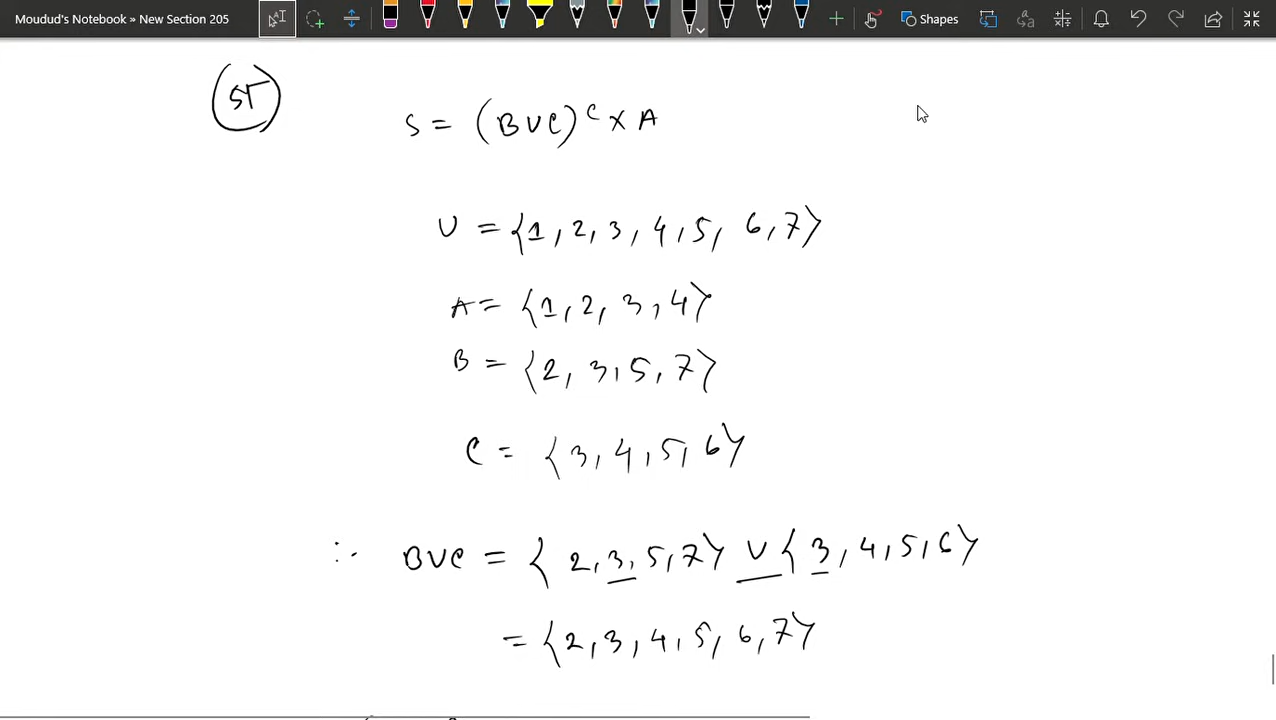 Moudud's Notebook » New Section 205
Shapes
S = (B∪C)ᶜ × A
U = {1, 2, 3, 4, 5, 6, 7}
A = {1, 2, 3, 4}
B = {2, 3, 5, 7}
C = {3, 4, 5, 6}
∴ B∪C = {2, 3, 5, 7} ∪ {3, 4, 5, 6}
= {2, 3, 4, 5, 6, 7}